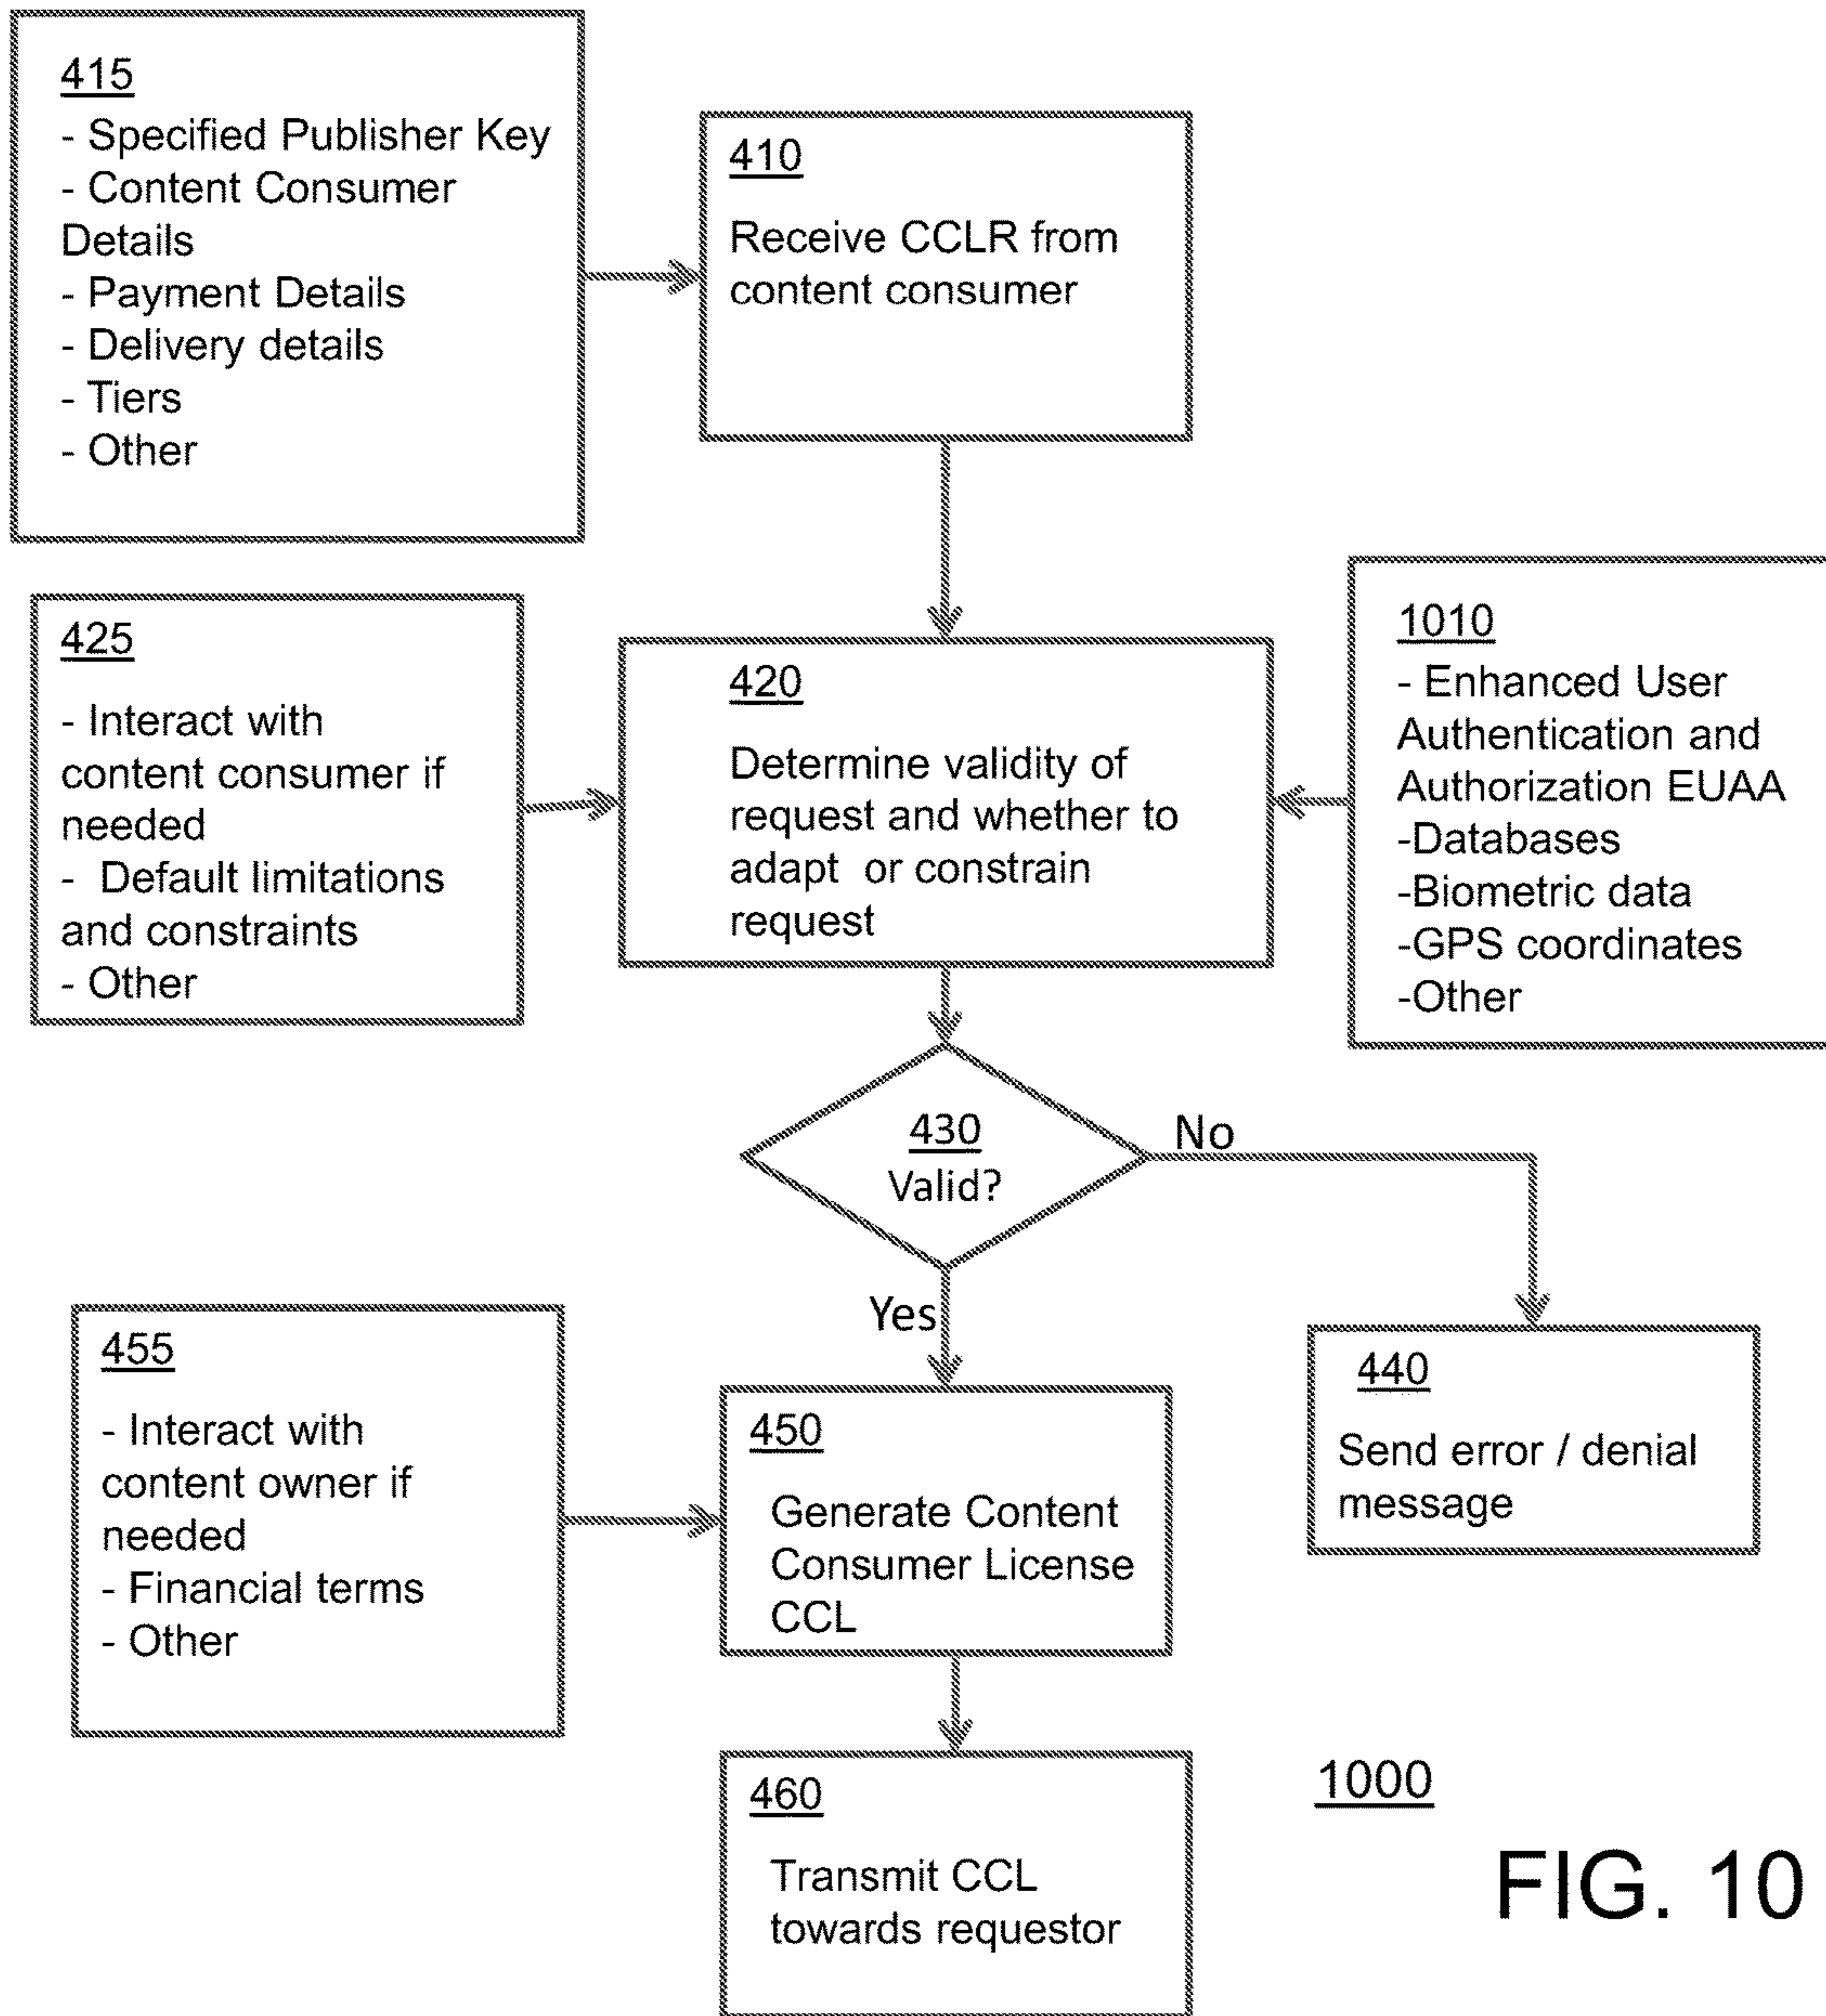 415
- Specified Publisher Key
- Content Consumer
Details
- Payment Details
- Delivery details
- Tiers
- Other
410
Receive CCLR from
content consumer
425
- Interact with
content consumer if
needed
- Default limitations
and constraints
- Other
420
Determine validity of
request and whether to
adapt or constrain
request
1010
- Enhanced User
Authentication and
Authorization EUAA
-Databases
-Biometric data
-GPS coordinates
-Other
430
Valid?
No
Yes
440
Send error / denial
message
455
- Interact with
content owner if
needed
- Financial terms
- Other
450
Generate Content
Consumer License
CCL
460
Transmit CCL
towards requestor
1000
FIG. 10